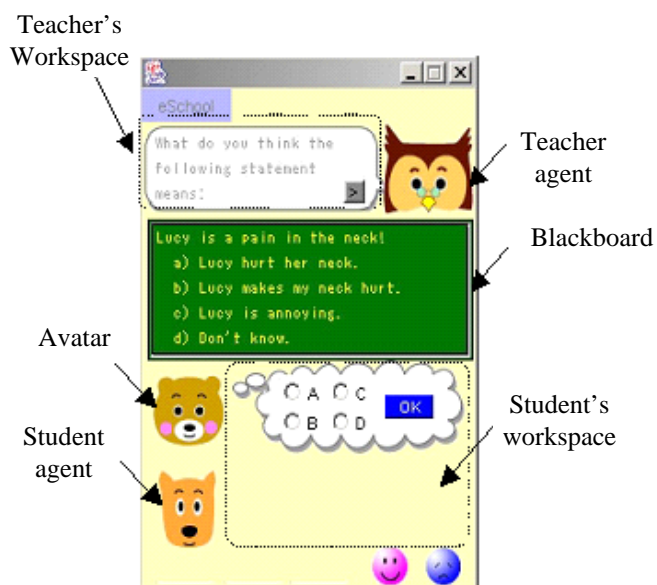 Teacher's
Workspace
eSchool
What do you think the
following statement
means:
>
Teacher
agent
Lucy is a pain in the neck!
a) Lucy hurt her neck.
b) Lucy makes my neck hurt.
c) Lucy is annoying.
d) Don't know.
Blackboard
Avatar
A C
OK
B D
Student's
workspace
Student
agent